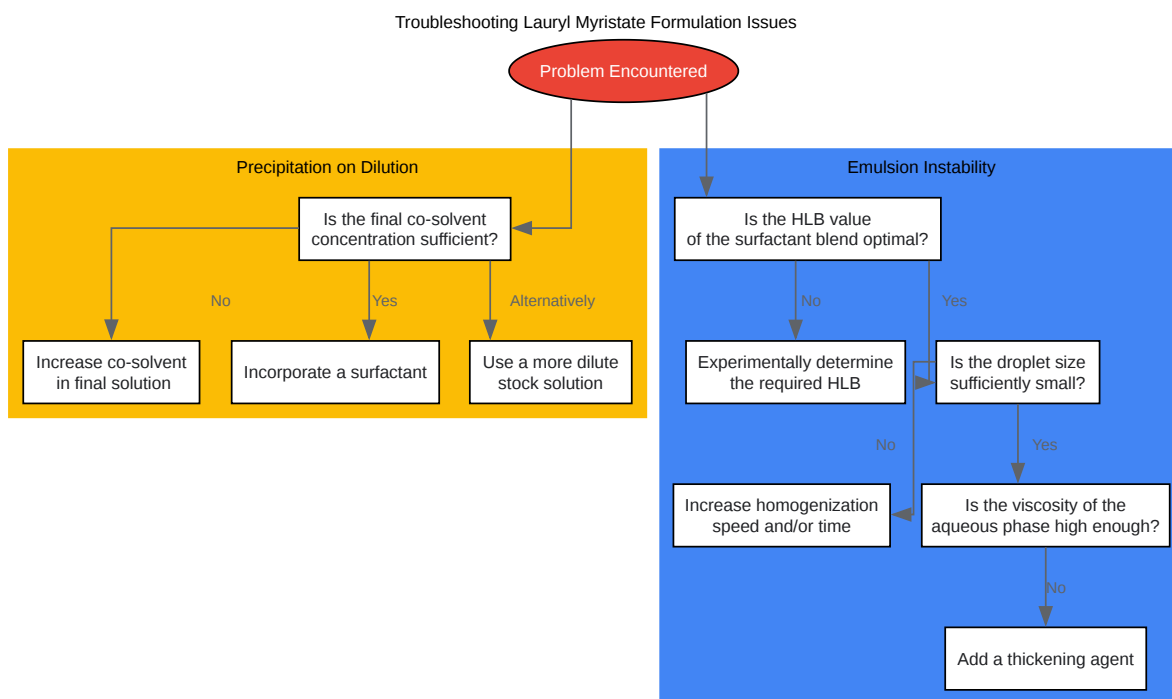 Troubleshooting Lauryl Myristate Formulation Issues
Problem Encountered
Precipitation on Dilution
Is the final co-solvent
concentration sufficient?
No
Yes
Alternatively
Increase co-solvent
in final solution
Incorporate a surfactant
Use a more dilute
stock solution
Emulsion Instability
Is the HLB value
of the surfactant blend optimal?
No
Yes
Experimentally determine
the required HLB
Is the droplet size
sufficiently small?
No
Yes
Increase homogenization
speed and/or time
Is the viscosity of the
aqueous phase high enough?
No
Add a thickening agent